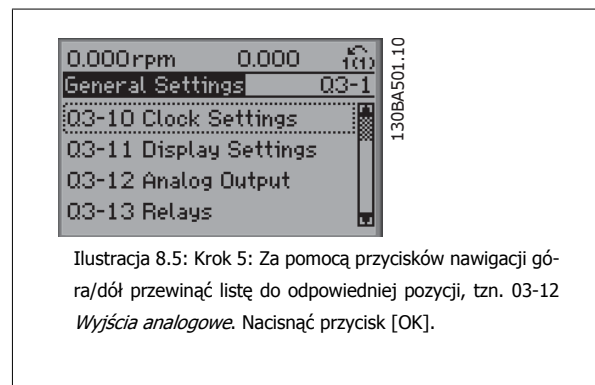 0.000rpm 0.000 1(1)
General Settings Q3-1
Q3-10 Clock Settings
Q3-11 Display Settings
Q3-12 Analog Output
Q3-13 Relays
130BA501.10
Ilustracja 8.5: Krok 5: Za pomocą przycisków nawigacji gó-
ra/dół przewinąć listę do odpowiedniej pozycji, tzn. 03-12
Wyjścia analogowe. Nacisnąć przycisk [OK].